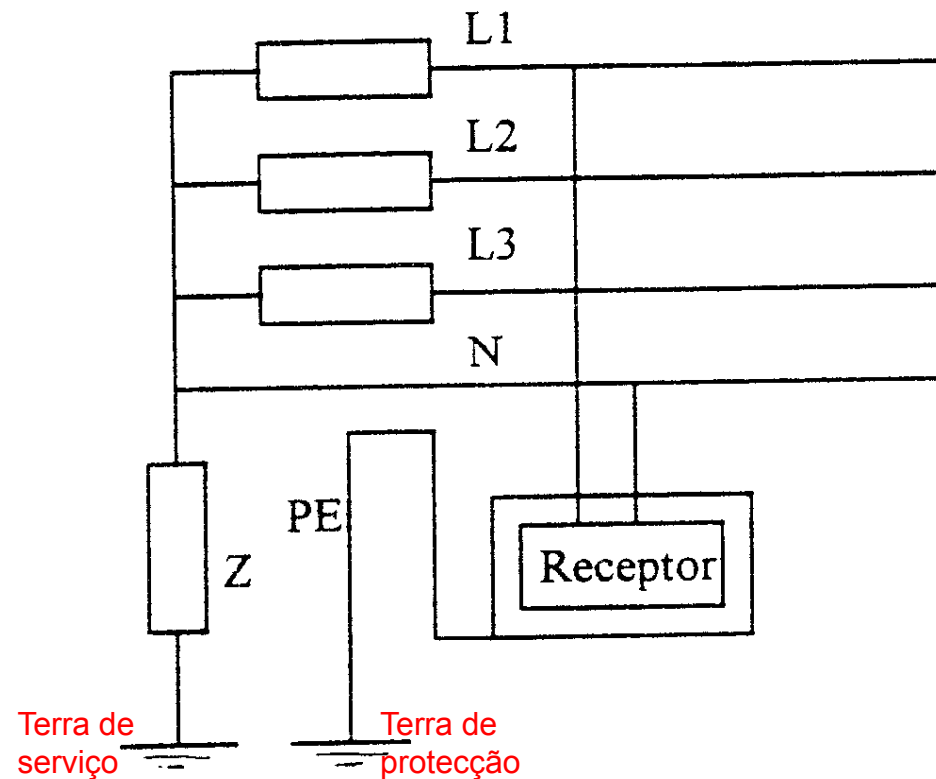 L1
L2
L3
N
PE
Z
Receptor
Terra de
serviço
Terra de
protecção